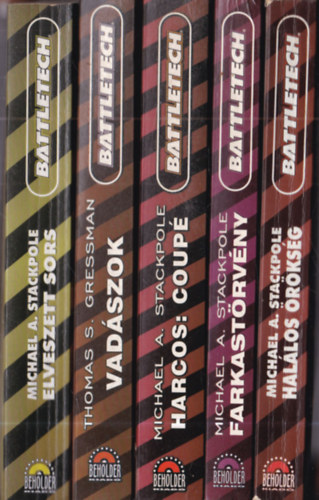 BATTLETECH
MICHAEL A. STACKPOLE
ELVESZETT SORS
BEHOLDER
BATTLETECH
THOMAS S. GRESSMAN
VADÁSZOK
BEHOLDER
BATTLETECH
MICHAEL A. STACKPOLE
HARCOS: COUPÉ
BEHOLDER
BATTLETECH
MICHAEL A. STACKPOLE
FARKASTÖRVÉNY
BEHOLDER
BATTLETECH
MICHAEL A. STACKPOLE
HALÁLOS ÖRÖKSÉG
BEHOLDER